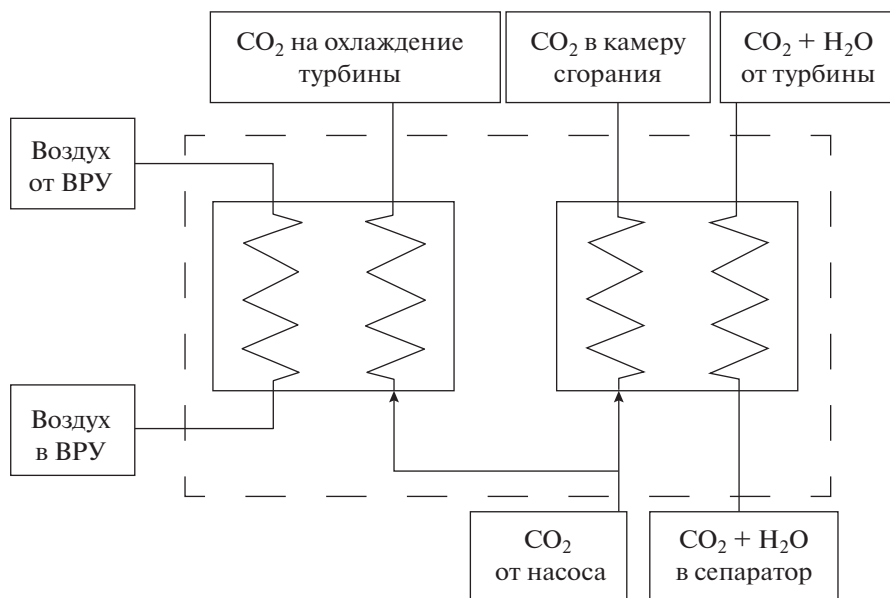 CO₂ на охлаждение
турбины
CO₂ в камеру
сгорания
CO₂ + H₂O
от турбины
Воздух
от ВРУ
Воздух
в ВРУ
CO₂
от насоса
CO₂ + H₂O
в сепаратор